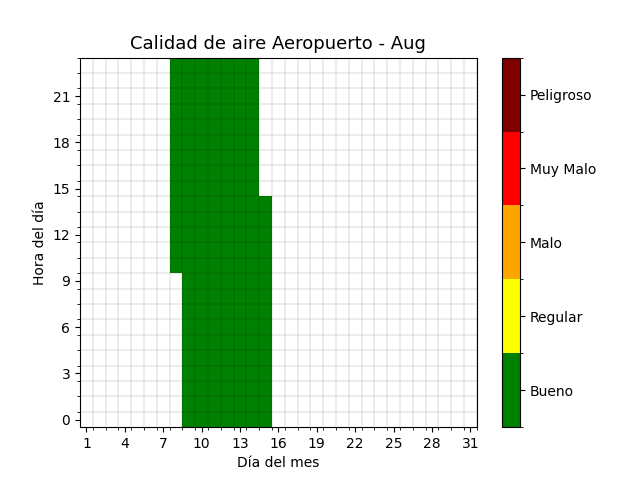 Calidad de aire Aeropuerto - Aug
Hora del día
21
18
15
12
9
6
3
0
1 4 7 10 13 16 19 22 25 28 31
Día del mes
Peligroso
Muy Malo
Malo
Regular
Bueno